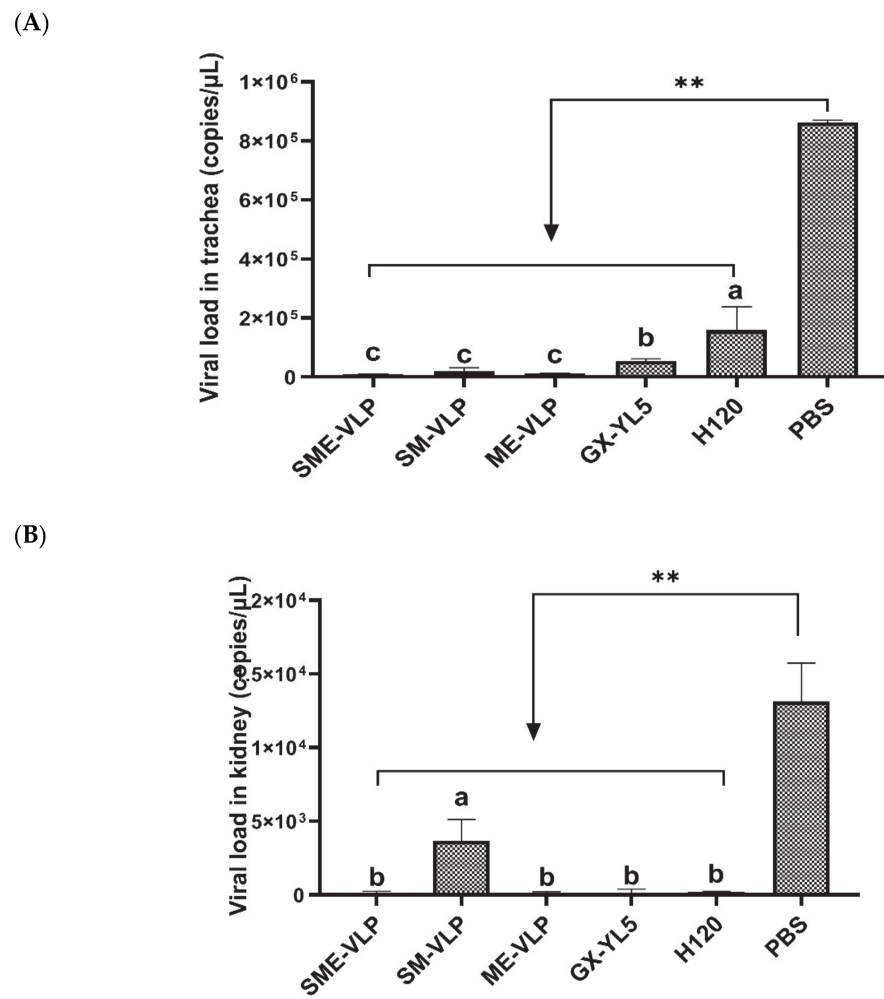 (A)
Viral load in trachea (copies/μL)
1×10⁶
8×10⁵
6×10⁵
4×10⁵
2×10⁵
0
**
c
c
c
b
a
SME-VLP
SM-VLP
ME-VLP
GX-YL5
H120
PBS
(B)
Viral load in kidney (copies/μL)
2×10⁴
.5×10⁴
1×10⁴
5×10³
0
**
b
a
b
b
b
SME-VLP
SM-VLP
ME-VLP
GX-YL5
H120
PBS